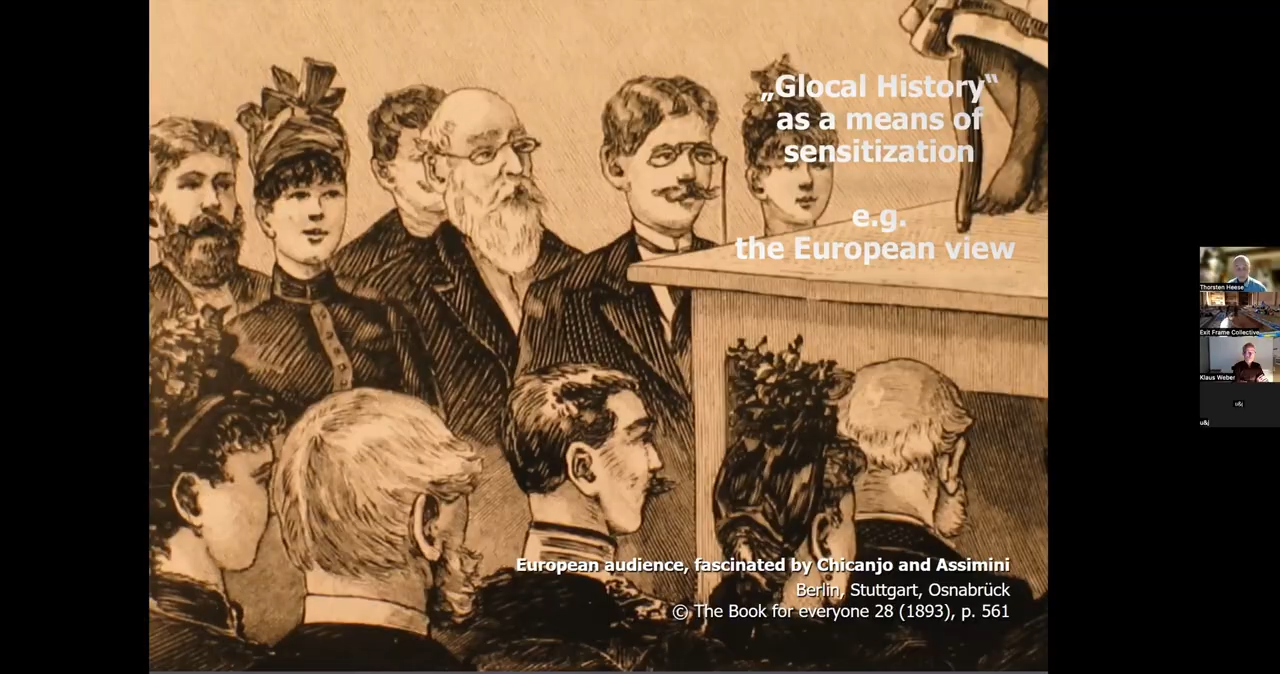 „Glocal History“
as a means of
sensitization
e.g.
the European view
European audience, fascinated by Chicanjo and Assimini
Berlin, Stuttgart, Osnabrück
© The Book for everyone 28 (1893), p. 561
Thorsten Heese
Exit Frame Collective
Klaus Weber
u&j
u&j